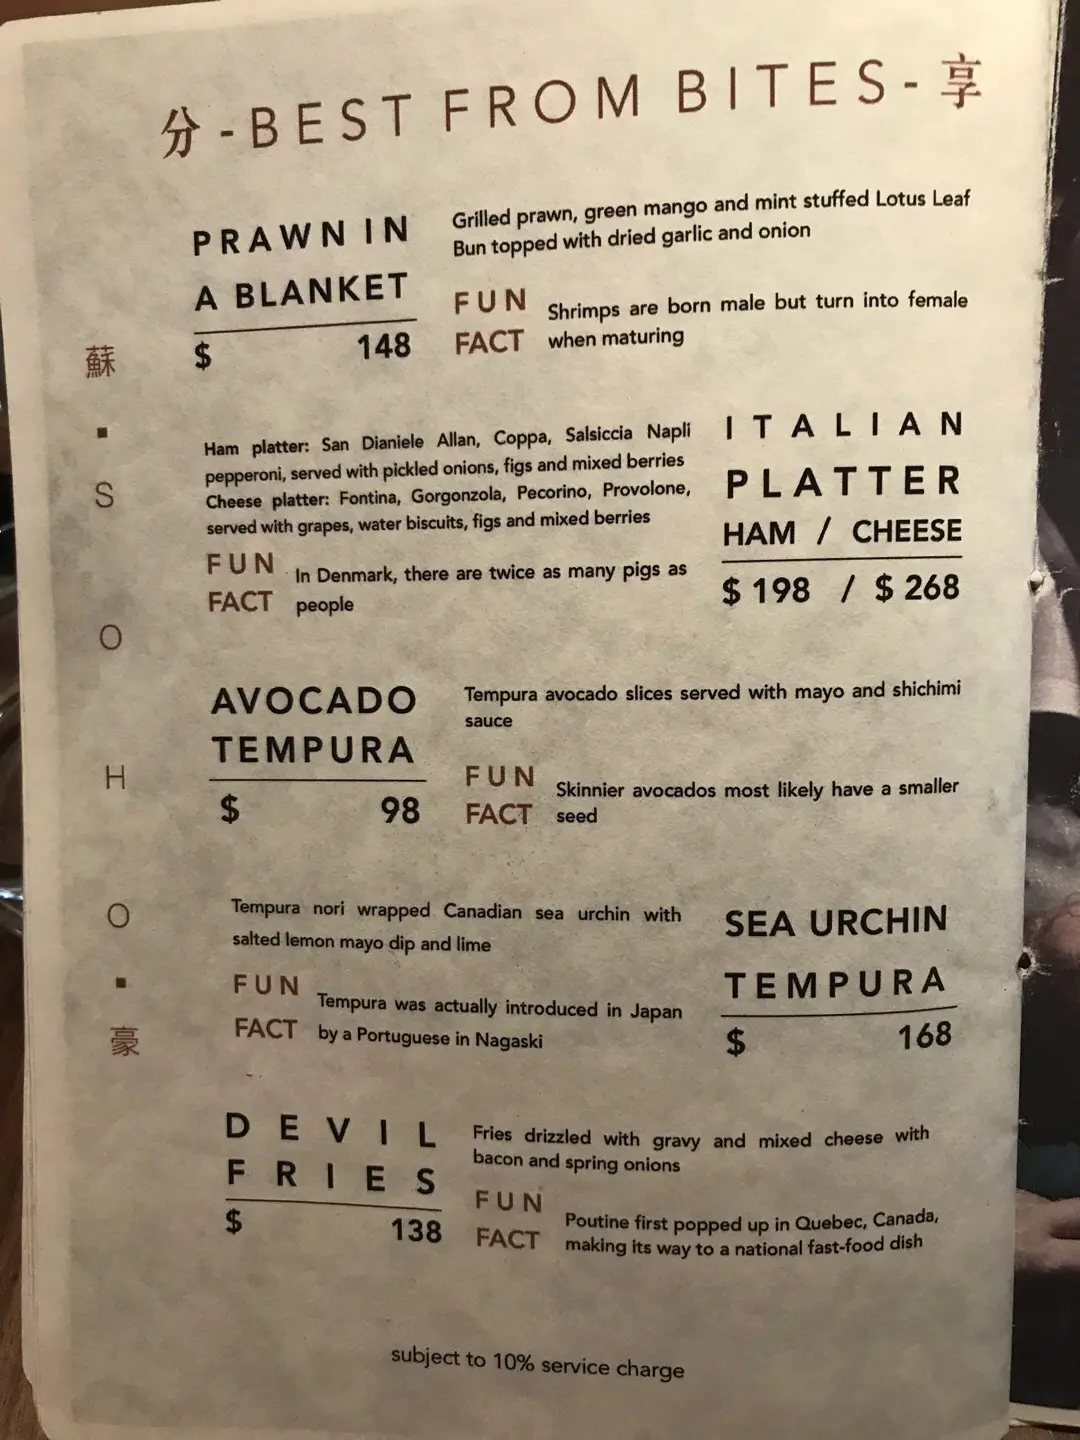 分 -BEST FROM BITES- 享
PRAWN IN
A BLANKET
$ 148
Grilled prawn, green mango and mint stuffed Lotus Leaf
Bun topped with dried garlic and onion
FUN
FACT
Shrimps are born male but turn into female
when maturing
Ham platter: San Dianiele Allan, Coppa, Salsiccia Napli
pepperoni, served with pickled onions, figs and mixed berries
Cheese platter: Fontina, Gorgonzola, Pecorino, Provolone,
served with grapes, water biscuits, figs and mixed berries
FUN
FACT
In Denmark, there are twice as many pigs as
people
ITALIAN
PLATTER
HAM / CHEESE
$ 198 / $ 268
AVOCADO
TEMPURA
$ 98
Tempura avocado slices served with mayo and shichimi
sauce
FUN
FACT
Skinnier avocados most likely have a smaller
seed
Tempura nori wrapped Canadian sea urchin with
salted lemon mayo dip and lime
FUN
FACT
Tempura was actually introduced in Japan
by a Portuguese in Nagaski
SEA URCHIN
TEMPURA
$ 168
DEVIL
FRIES
$ 138
Fries drizzled with gravy and mixed cheese with
bacon and spring onions
FUN
FACT
Poutine first popped up in Quebec, Canada,
making its way to a national fast-food dish
subject to 10% service charge
蘇 ▪ S O H O ▪ 豪